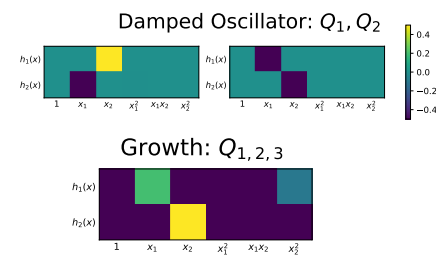 Damped Oscillator: Q₁, Q₂
h₁(x) h₁(x) 0.4
h₂(x) h₂(x) 0.2
1 x₁ x₂ x₁² x₁x₂ x₂² 1 x₁ x₂ x₁² x₁x₂ x₂² 0.0
−0.2
−0.4
Growth: Q₁,₂,₃
h₁(x)
h₂(x)
1 x₁ x₂ x₁² x₁x₂ x₂²